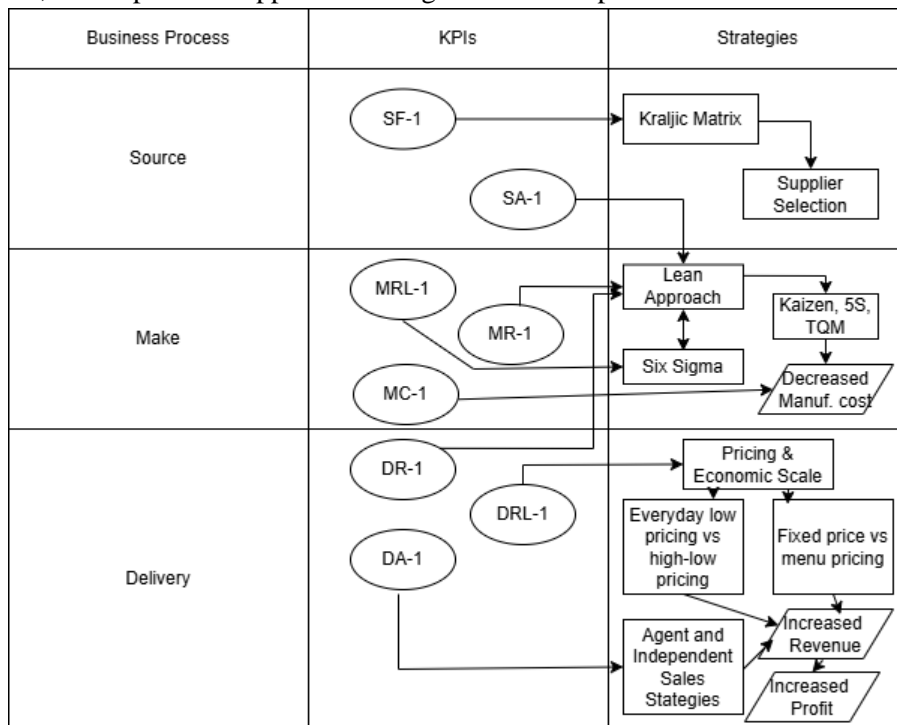 Business Process
KPIs
Strategies
Source
SF-1
Kraljic Matrix
Supplier
Selection
SA-1
Make
MRL-1
MR-1
MC-1
Lean
Approach
Kaizen, 5S,
TQM
Six Sigma
Decreased
Manuf. cost
Delivery
DR-1
DRL-1
DA-1
Pricing &
Economic Scale
Everyday low
pricing vs
high-low
pricing
Fixed price vs
menu pricing
Agent and
Independent
Sales
Stategies
Increased
Revenue
Increased
Profit